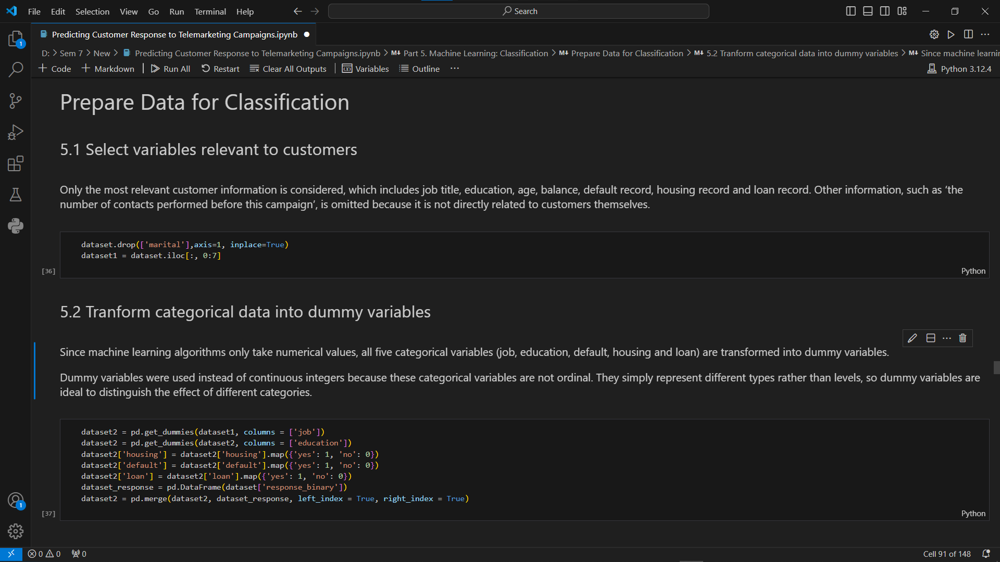 File Edit Selection View Go Run Terminal Help Search
1
Predicting Customer Response to Telemarketing Campaigns.ipynb
D: > Sem 7 > New > Predicting Customer Response to Telemarketing Campaigns.ipynb > M↓ Part 5. Machine Learning: Classification > M↓ Prepare Data for Classification > M↓ 5.2 Tranform categorical data into dummy variables > M↓ Since machine learnin
+ Code + Markdown | Run All Restart Clear All Outputs | Variables Outline ··· Python 3.12.4
Prepare Data for Classification
5.1 Select variables relevant to customers
Only the most relevant customer information is considered, which includes job title, education, age, balance, default record, housing record and loan record. Other information, such as ‘the
number of contacts performed before this campaign’, is omitted because it is not directly related to customers themselves.
dataset.drop(['marital'],axis=1, inplace=True)
dataset1 = dataset.iloc[:, 0:7]
[36] Python
5.2 Tranform categorical data into dummy variables
Since machine learning algorithms only take numerical values, all five categorical variables (job, education, default, housing and loan) are transformed into dummy variables.
Dummy variables were used instead of continuous integers because these categorical variables are not ordinal. They simply represent different types rather than levels, so dummy variables are
ideal to distinguish the effect of different categories.
dataset2 = pd.get_dummies(dataset1, columns = ['job'])
dataset2 = pd.get_dummies(dataset2, columns = ['education'])
dataset2['housing'] = dataset2['housing'].map({'yes': 1, 'no': 0})
dataset2['default'] = dataset2['default'].map({'yes': 1, 'no': 0})
dataset2['loan'] = dataset2['loan'].map({'yes': 1, 'no': 0})
dataset_response = pd.DataFrame(dataset['response_binary'])
dataset2 = pd.merge(dataset2, dataset_response, left_index = True, right_index = True)
1
[37] Python
0 0 0 Cell 91 of 148